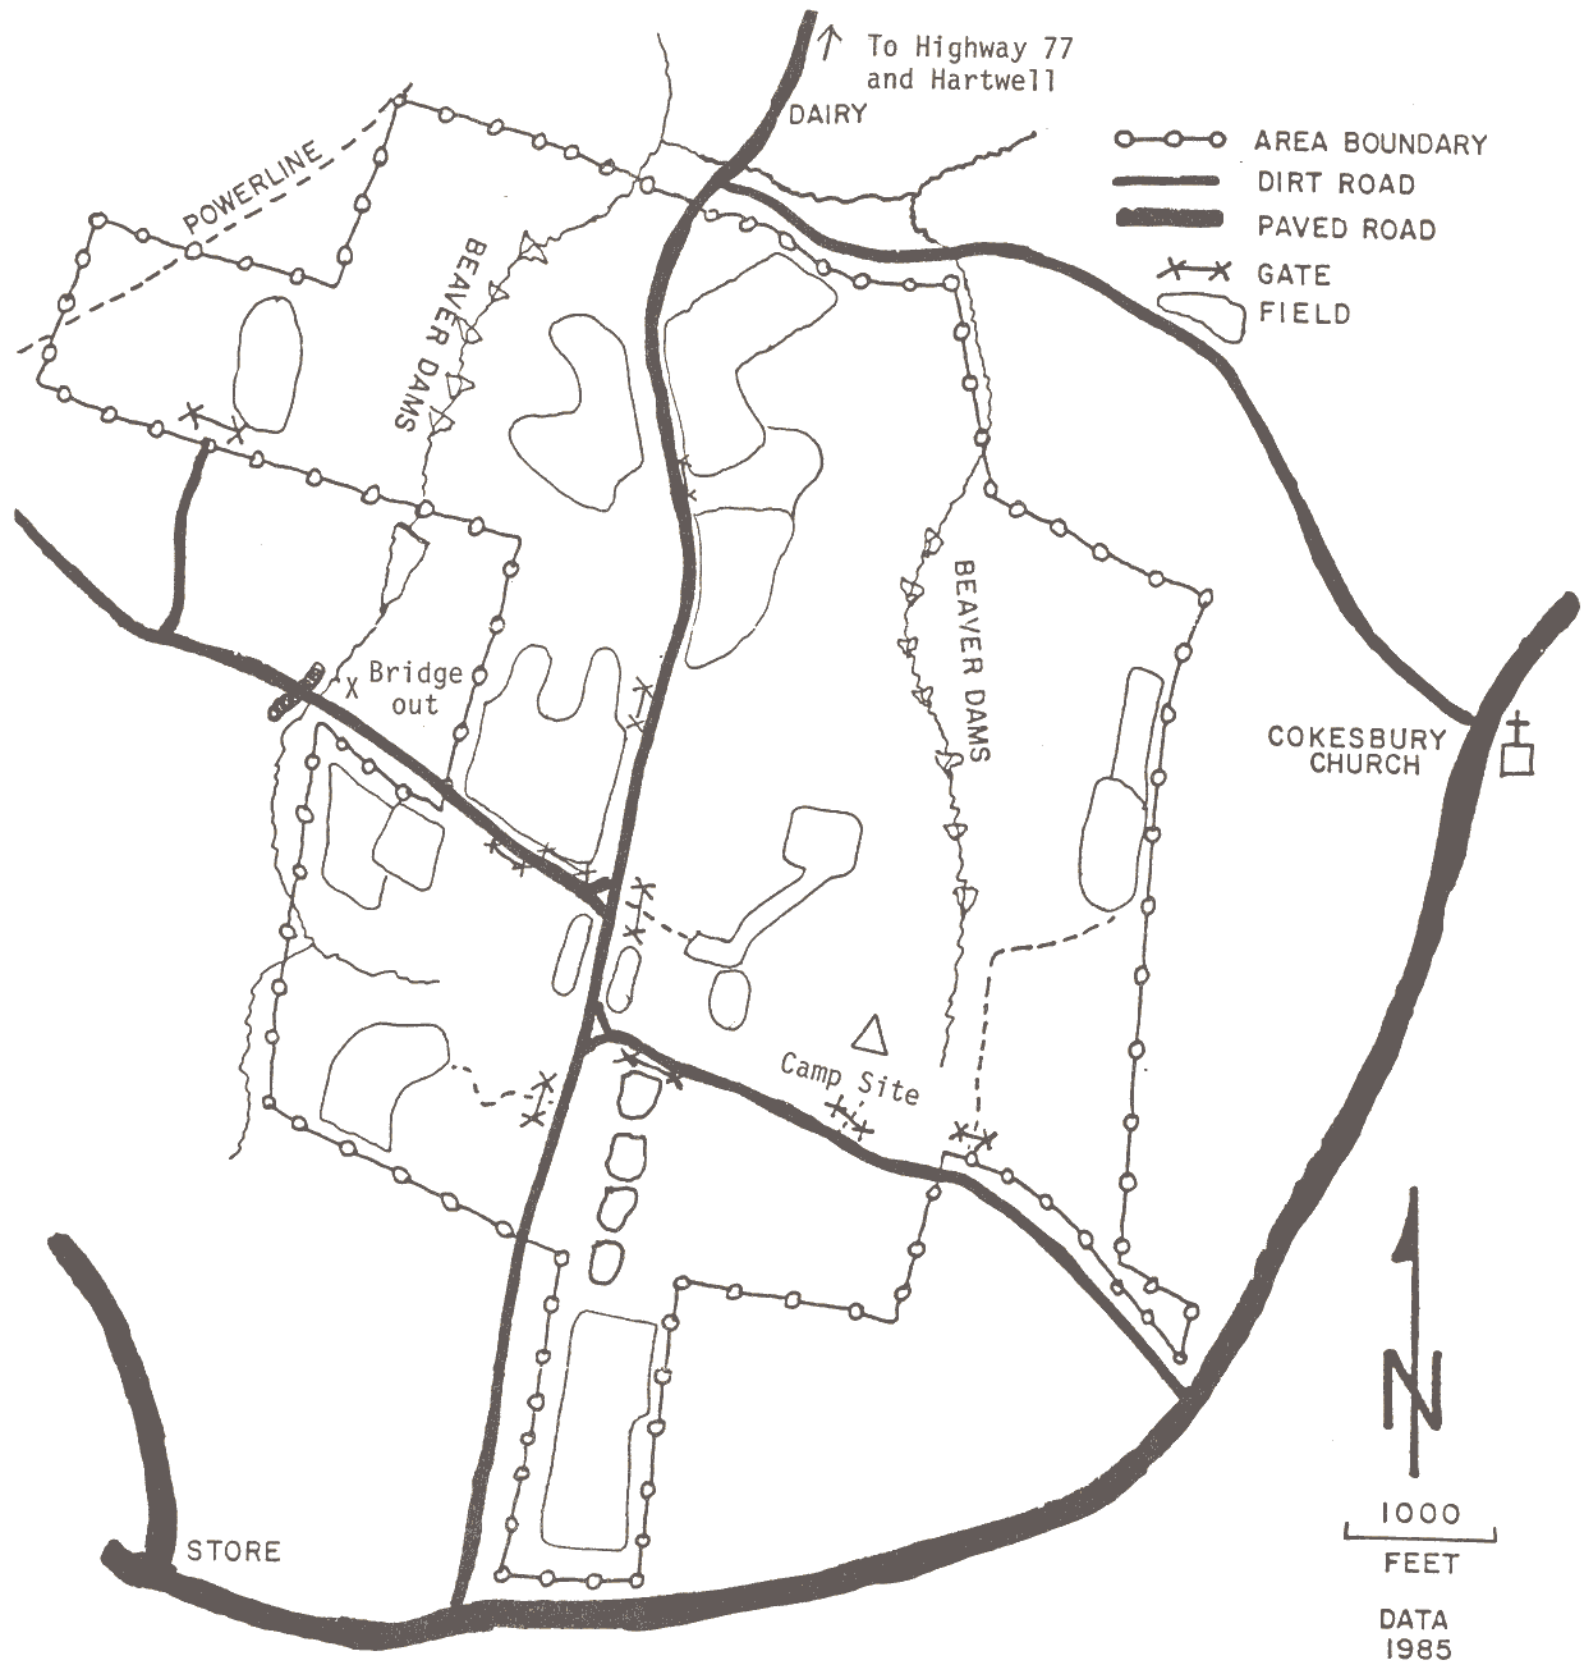 To Highway 77
and Hartwell
DAIRY
AREA BOUNDARY
DIRT ROAD
PAVED ROAD
GATE
FIELD
POWERLINE
BEAVER DAMS
BEAVER DAMS
Bridge
out
X
COKESBURY
CHURCH
Camp Site
N
1000
FEET
STORE
DATA
1985